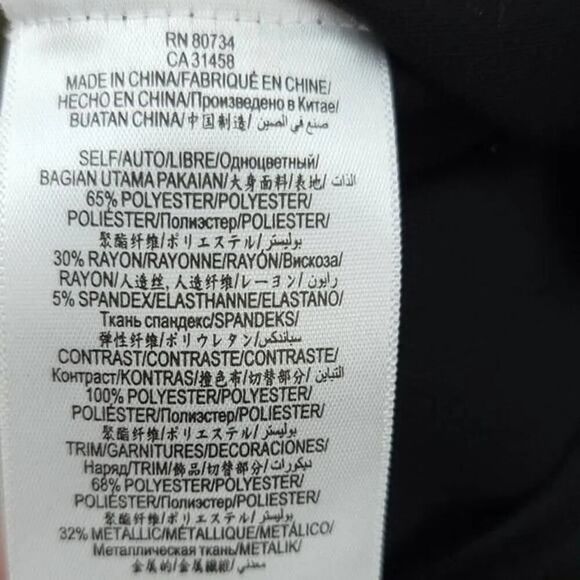 RN 80734
CA 31458
MADE IN CHINA/FABRIQUÉ EN CHINE/
HECHO EN CHINA/Произведено в Китае/
BUATAN CHINA/中国制造/صنع في الصين
SELF/AUTO/LIBRE/Одноцветный/
BAGIAN UTAMA PAKAIAN/大身面料/表地/الذات
65% POLYESTER/POLYESTER/
POLIÉSTER/Полиэстер/POLIESTER/
聚酯纤维/ポリエステル/بوليستر
30% RAYON/RAYONNE/RAYÓN/Вискоза/
RAYON/人造丝, 人造纤维/レーヨン/رايون
5% SPANDEX/ELASTHANNE/ELASTANO/
Ткань спандекс/SPANDEKS/
弹性纤维/ポリウレタン/سباندكس
CONTRAST/CONTRASTE/CONTRASTE/
Контраст/KONTRAS/撞色布/切替部分/التباين
100% POLYESTER/POLYESTER/
POLIÉSTER/Полиэстер/POLIESTER/
聚酯纤维/ポリエステル/بوليستر
TRIM/GARNITURES/DECORACIONES/
Наряд/TRIM/飾品/切替部分/ديكورات
68% POLYESTER/POLYESTER/
POLIÉSTER/Полиэстер/POLIESTER/
聚酯纤维/ポリエステル/بوليستر
32% METALLIC/MÉTALLIQUE/METÁLICO/
Металлическая ткань/METALIK/
金属的/金属繊維/معدني